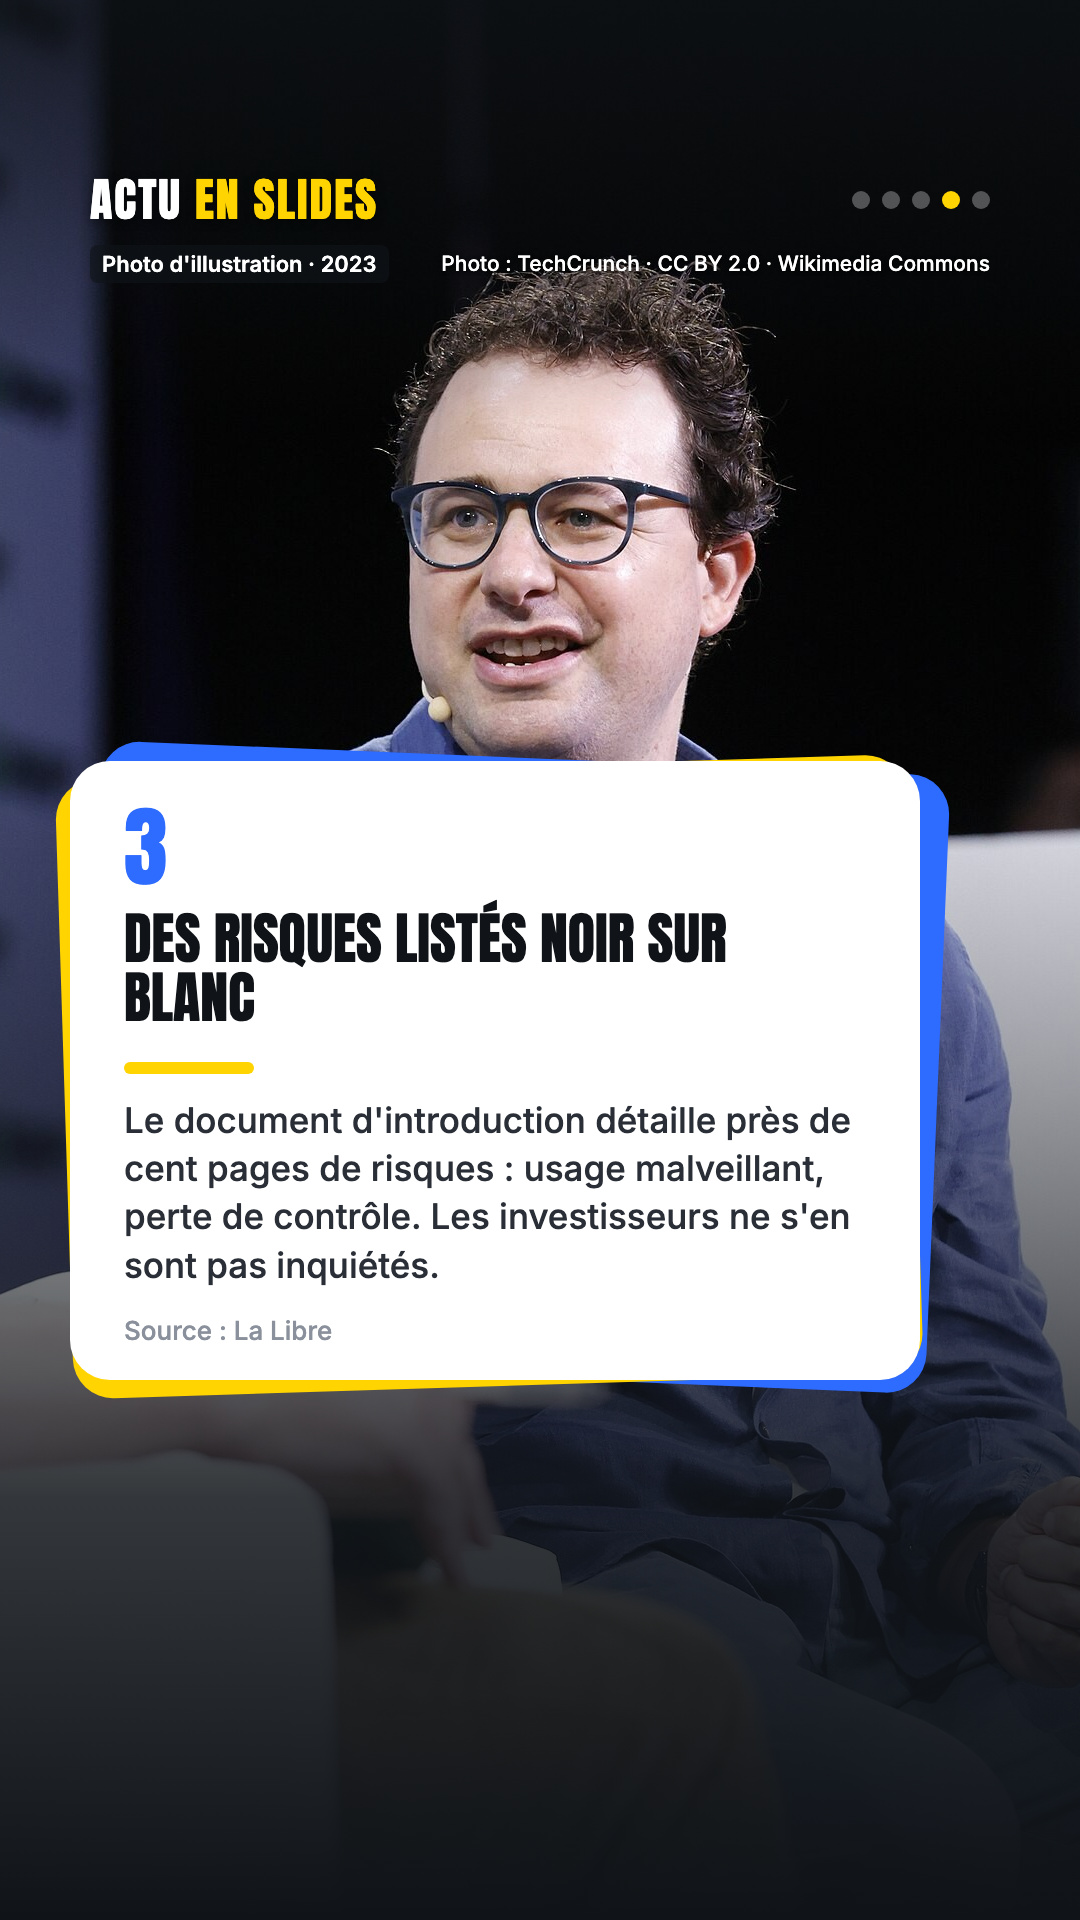 ACTU EN SLIDES
Photo d'illustration · 2023
Photo : TechCrunch · CC BY 2.0 · Wikimedia Commons
3
DES RISQUES LISTÉS NOIR SUR
BLANC
Le document d'introduction détaille près de
cent pages de risques : usage malveillant,
perte de contrôle. Les investisseurs ne s'en
sont pas inquiétés.
Source : La Libre